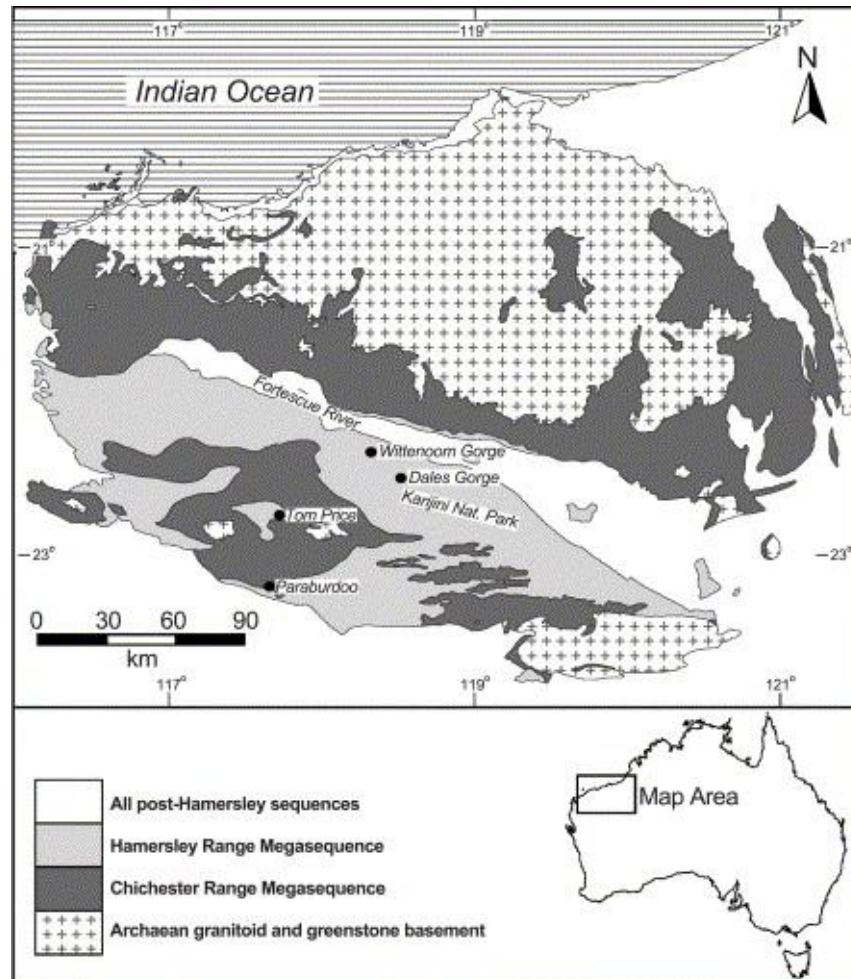 117°
119°
121°
Indian Ocean
N
21°
21°
Fortescue River
Wittenoom Gorge
Dales Gorge
Karijini Nat. Park
Tom Price
23°
23°
Paraburdoo
0 30 60 90
km
117°
119°
121°
All post-Hamersley sequences
Hamersley Range Megasequence
Chichester Range Megasequence
Archaean granitoid and greenstone basement
Map Area